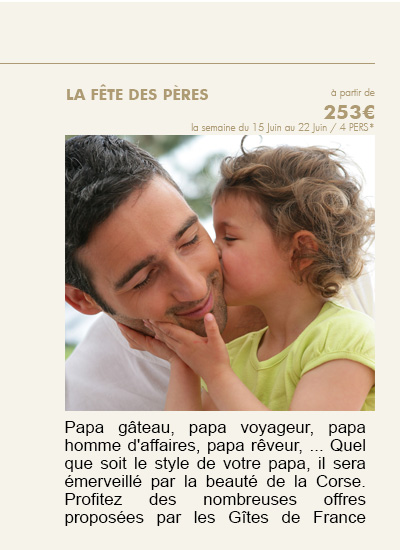 LA FÊTE DES PÈRES
à partir de
253€
la semaine du 15 Juin au 22 Juin / 4 PERS*
Papa gâteau, papa voyageur, papa
homme d'affaires, papa rêveur, ... Quel
que soit le style de votre papa, il sera
émerveillé par la beauté de la Corse.
Profitez des nombreuses offres
proposées par les Gîtes de France